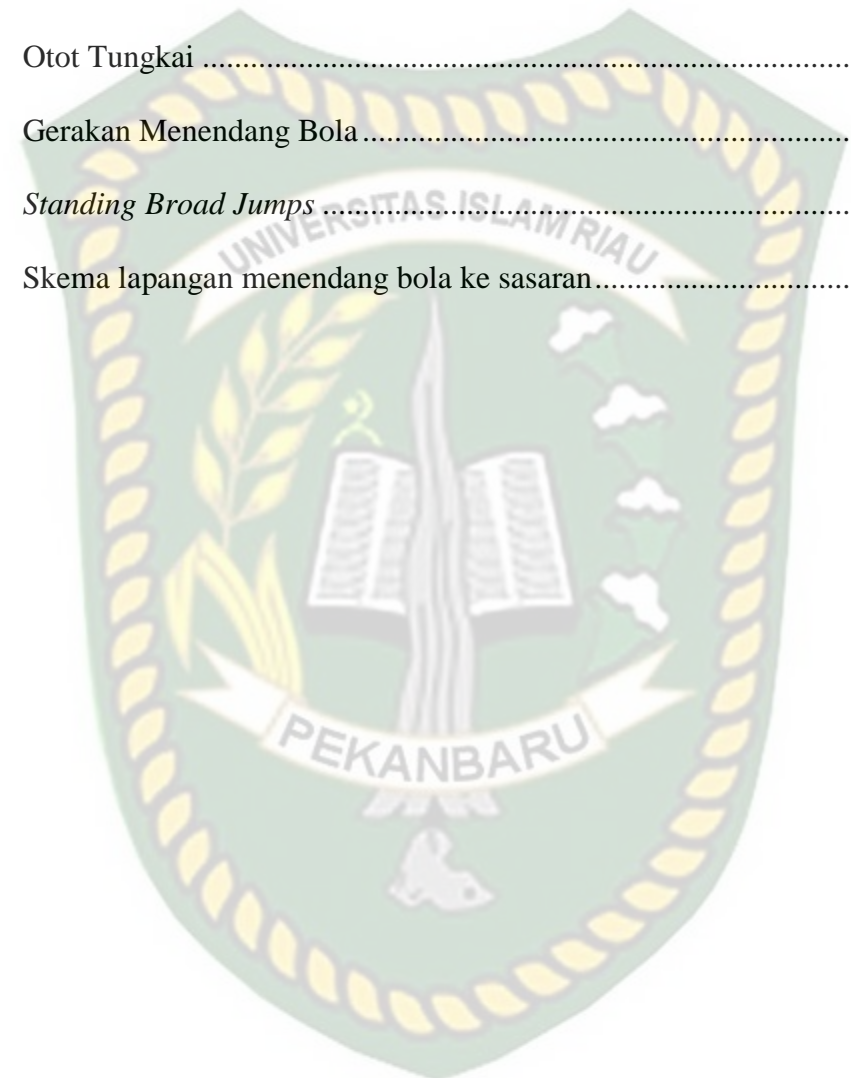 Otot Tungkai ................................................................................
Gerakan Menendang Bola ............................................................
Standing Broad Jumps .................................................................
UNIVERSITAS ISLAM RIAU
Skema lapangan menendang bola ke sasaran................................
PEKANBARU